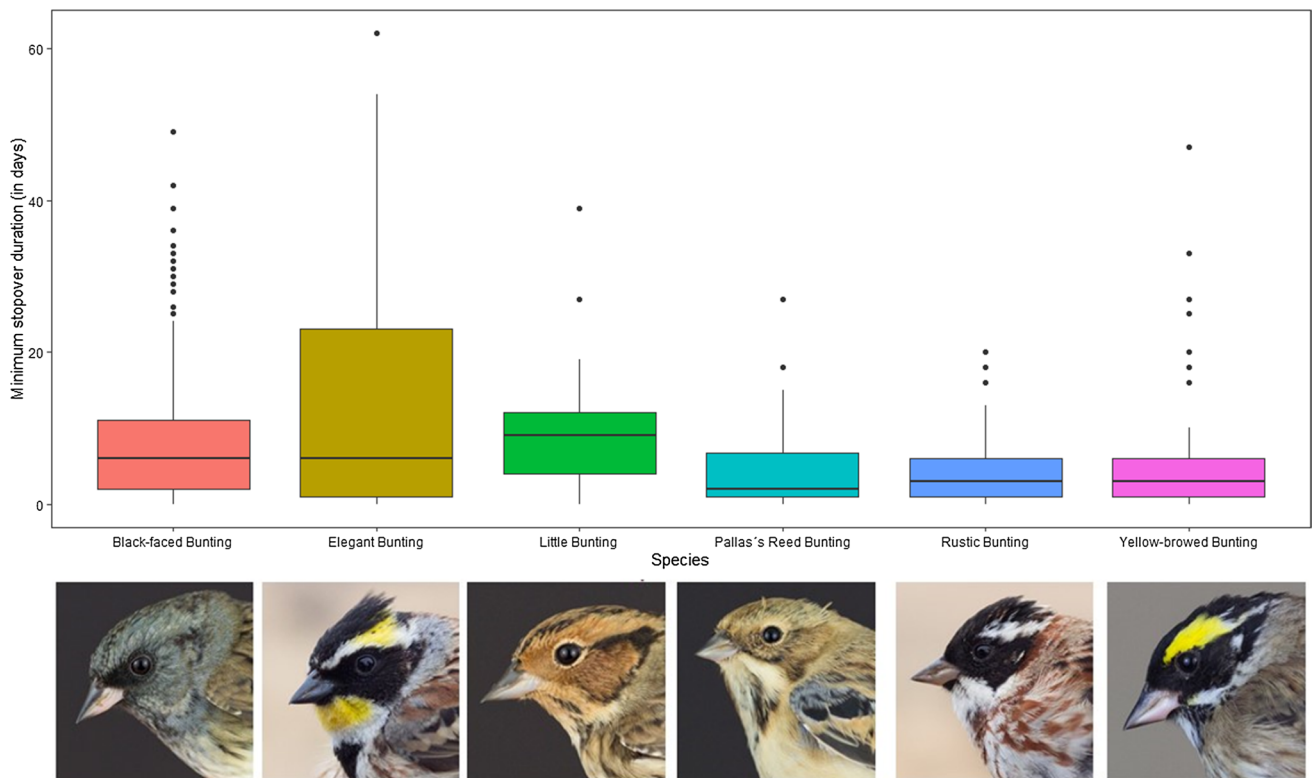 Minimum stopover duration (in days)
60
40
20
0
Black-faced Bunting
Elegant Bunting
Little Bunting
Pallas´s Reed Bunting
Rustic Bunting
Yellow-browed Bunting
Species